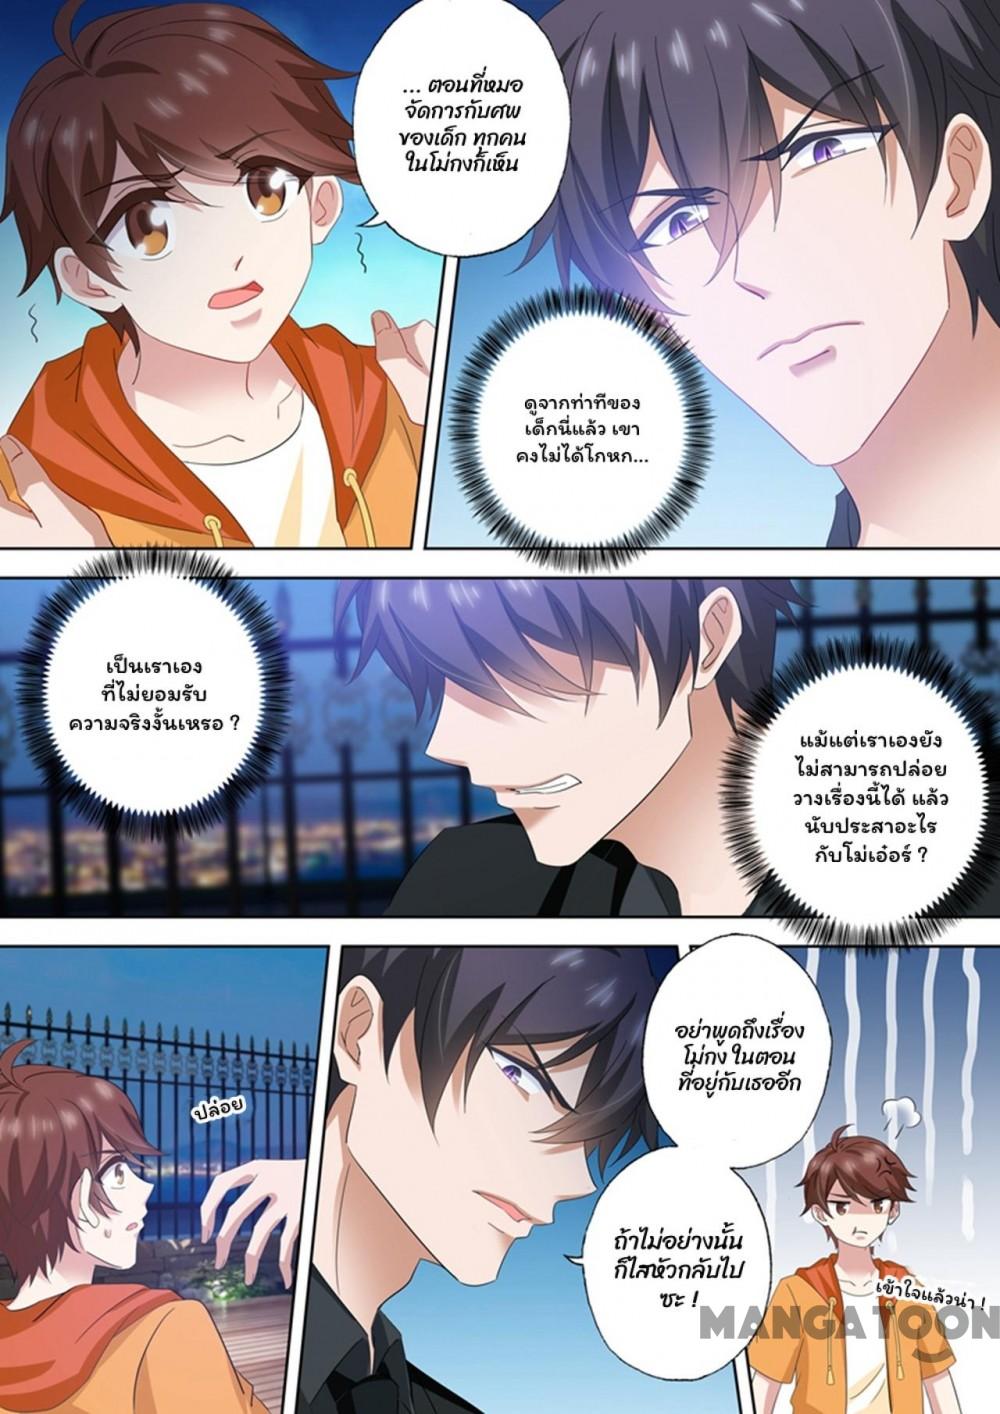 ... ตอนที่หมอ
จัดการกับศพ
ของเด็ก ทุกคน
ในโม่กงก็เห็น
ดูจากท่าทีของ
เด็กนี่แล้ว เขา
คงไม่ได้โกหก...
เป็นเราเอง
ที่ไม่ยอมรับ
ความจริงงั้นเหรอ ?
แม้แต่เราเองยัง
ไม่สามารถปล่อย
วางเรื่องนี้ได้ แล้ว
นับประสาอะไร
กับโม่เอ๋อร์ ?
ปล่อย
อย่าพูดถึงเรื่อง
โม่กง ในตอน
ที่อยู่กับเธออีก
ถ้าไม่อย่างนั้น
ก็ไสหัวกลับไป
ซะ !
เข้าใจแล้วน่า !
MANGATOON